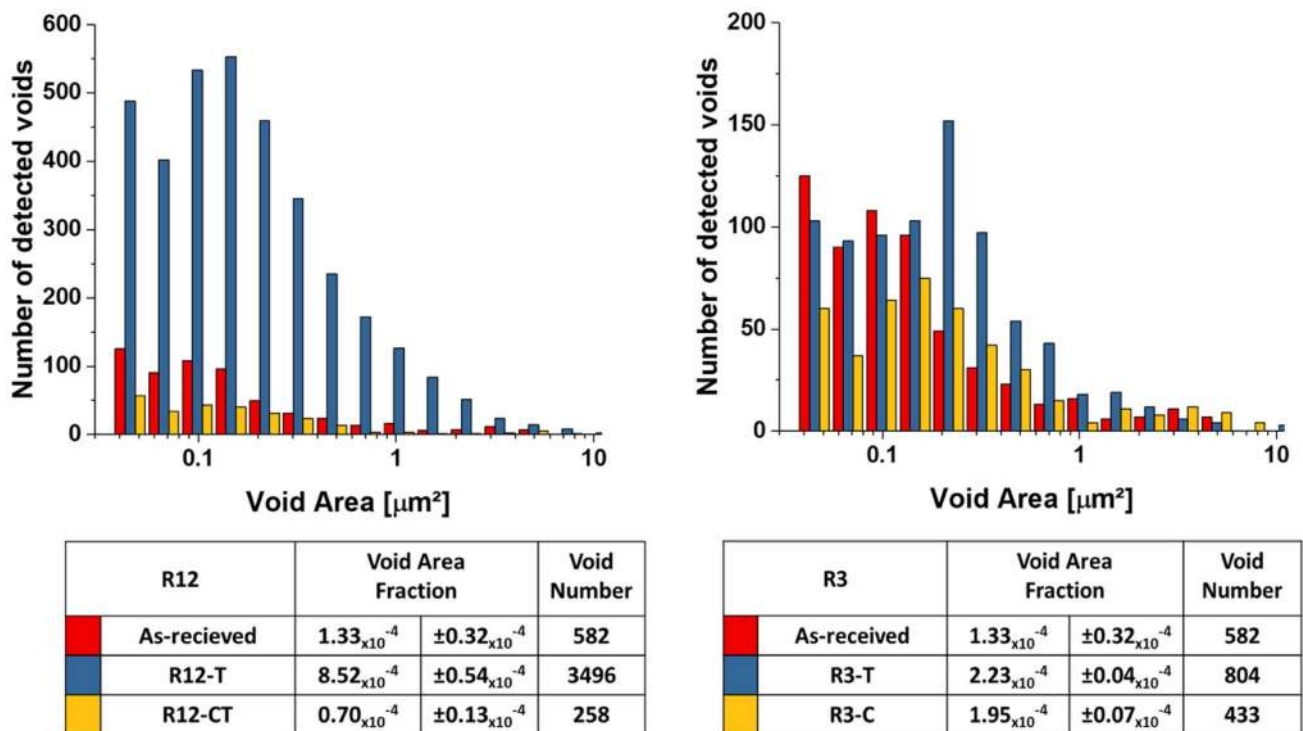 600
500
400
300
200
100
0
Number of detected voids
0.1 1 10
Void Area [μm²]
200
150
100
50
0
Number of detected voids
0.1 1 10
Void Area [μm²]
R12 Void Area Fraction Void Number
As-recieved 1.33x10⁻⁴ ±0.32x10⁻⁴ 582
R12-T 8.52x10⁻⁴ ±0.54x10⁻⁴ 3496
R12-CT 0.70x10⁻⁴ ±0.13x10⁻⁴ 258
R3 Void Area Fraction Void Number
As-received 1.33x10⁻⁴ ±0.32x10⁻⁴ 582
R3-T 2.23x10⁻⁴ ±0.04x10⁻⁴ 804
R3-C 1.95x10⁻⁴ ±0.07x10⁻⁴ 433